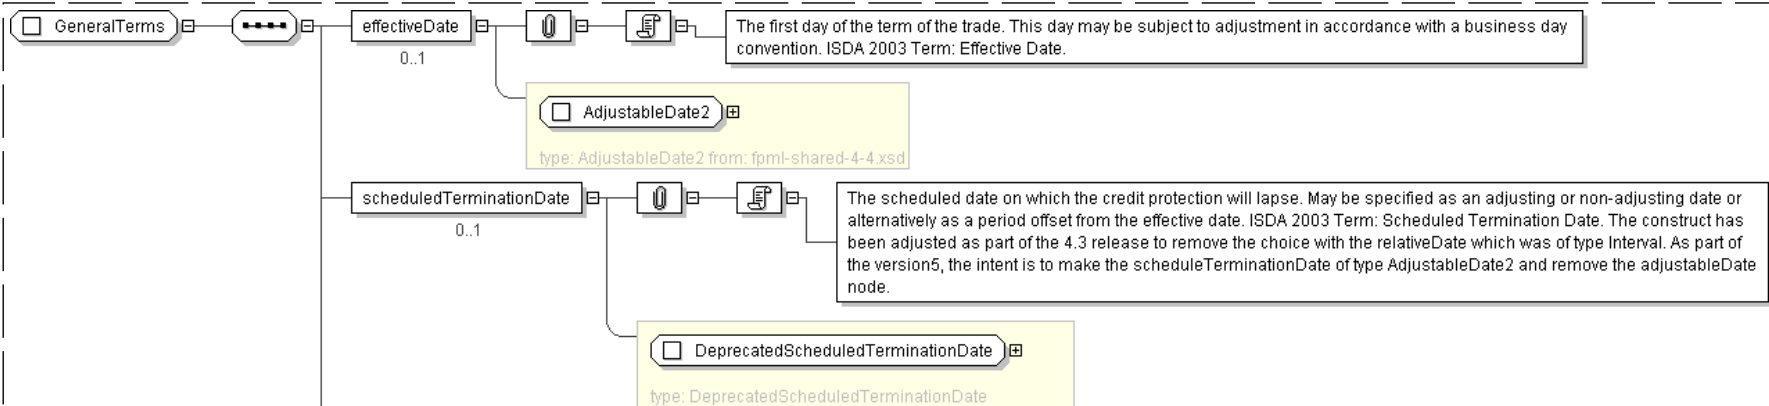 GeneralTerms
effectiveDate
0..1
The first day of the term of the trade. This day may be subject to adjustment in accordance with a business day
convention. ISDA 2003 Term: Effective Date.
AdjustableDate2
type: AdjustableDate2 from: fpml-shared-4-4.xsd
scheduledTerminationDate
0..1
The scheduled date on which the credit protection will lapse. May be specified as an adjusting or non-adjusting date or
alternatively as a period offset from the effective date. ISDA 2003 Term: Scheduled Termination Date. The construct has
been adjusted as part of the 4.3 release to remove the choice with the relativeDate which was of type Interval. As part of
the version5, the intent is to make the scheduleTerminationDate of type AdjustableDate2 and remove the adjustableDate
node.
DeprecatedScheduledTerminationDate
type: DeprecatedScheduledTerminationDate